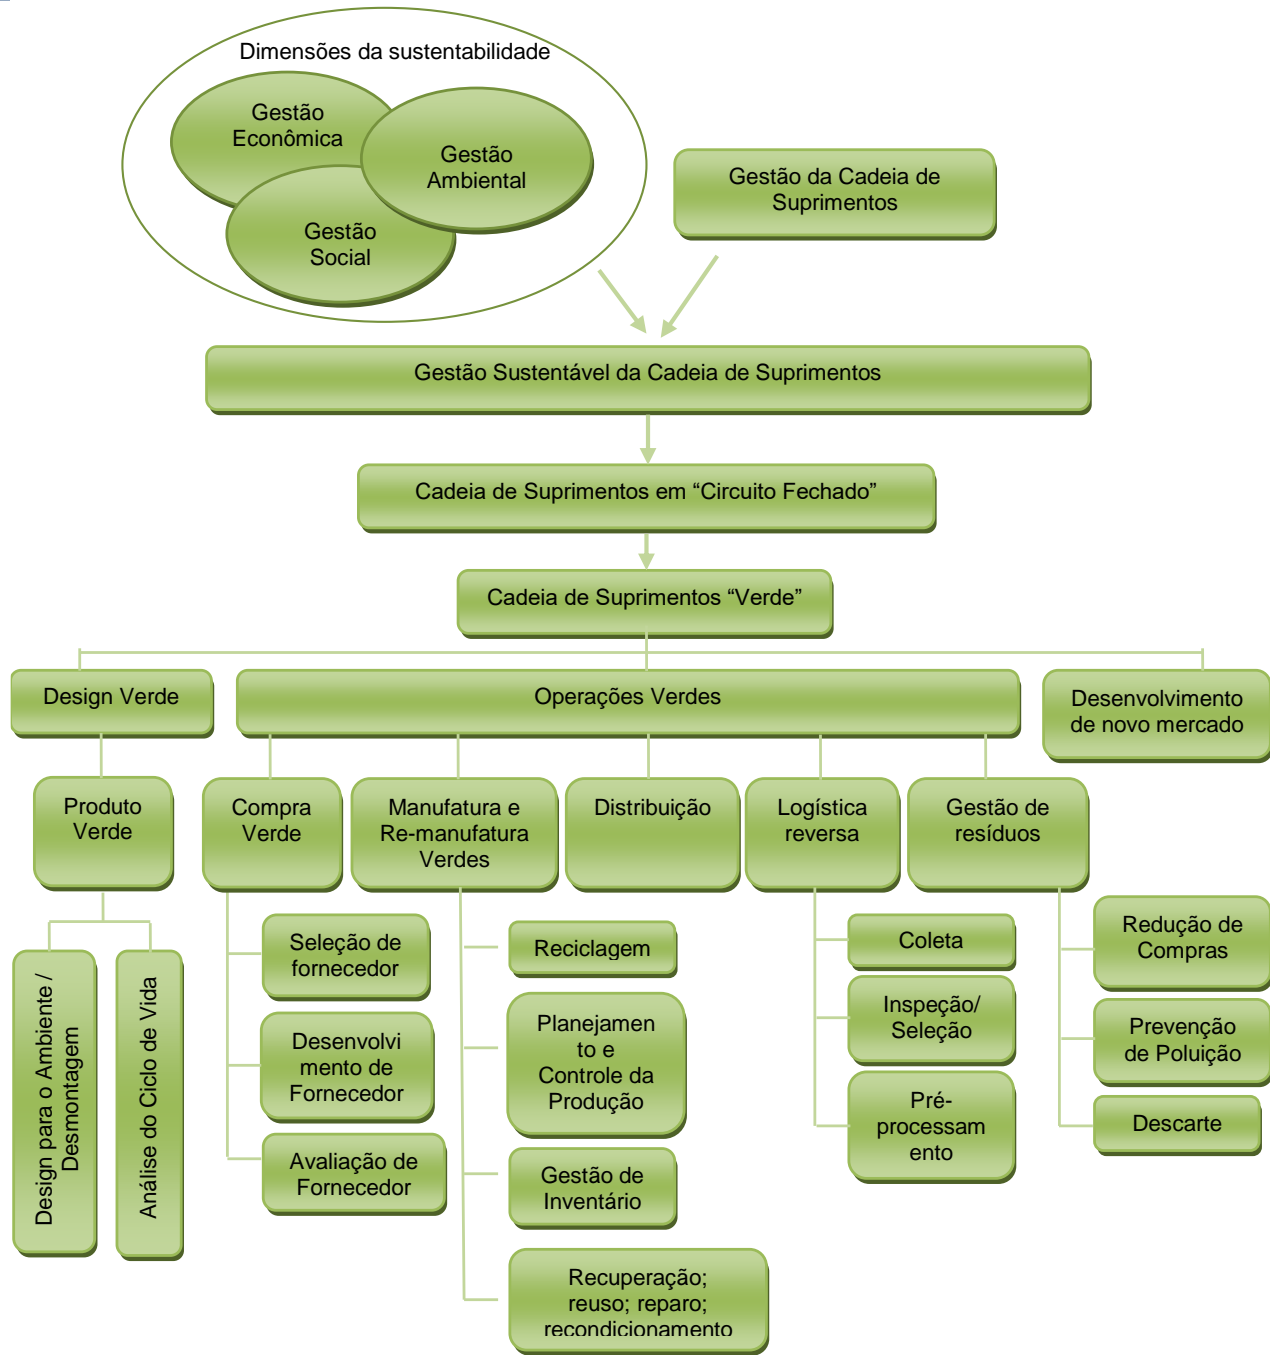 Dimensões da sustentabilidade
Gestão
Econômica
Gestão
Ambiental
Gestão
Social
Gestão da Cadeia de
Suprimentos
Gestão Sustentável da Cadeia de Suprimentos
Cadeia de Suprimentos em “Circuito Fechado”
Cadeia de Suprimentos “Verde”
Design Verde
Operações Verdes
Desenvolvimento
de novo mercado
Produto
Verde
Compra
Verde
Manufatura e
Re-manufatura
Verdes
Distribuição
Logística
reversa
Gestão de
resíduos
Design para o Ambiente /
Desmontagem
Análise do Ciclo de Vida
Seleção de
fornecedor
Desenvolvi
mento de
Fornecedor
Avaliação de
Fornecedor
Reciclagem
Planejamen
to e
Controle da
Produção
Gestão de
Inventário
Recuperação;
reuso; reparo;
recondicionamento
Coleta
Inspeção/
Seleção
Pré-
processam
ento
Redução de
Compras
Prevenção
de Poluição
Descarte